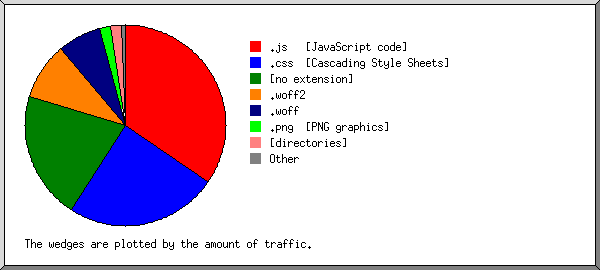 .js [JavaScript code]
.css [Cascading Style Sheets]
[no extension]
.woff2
.woff
.png [PNG graphics]
[directories]
Other
The wedges are plotted by the amount of traffic.